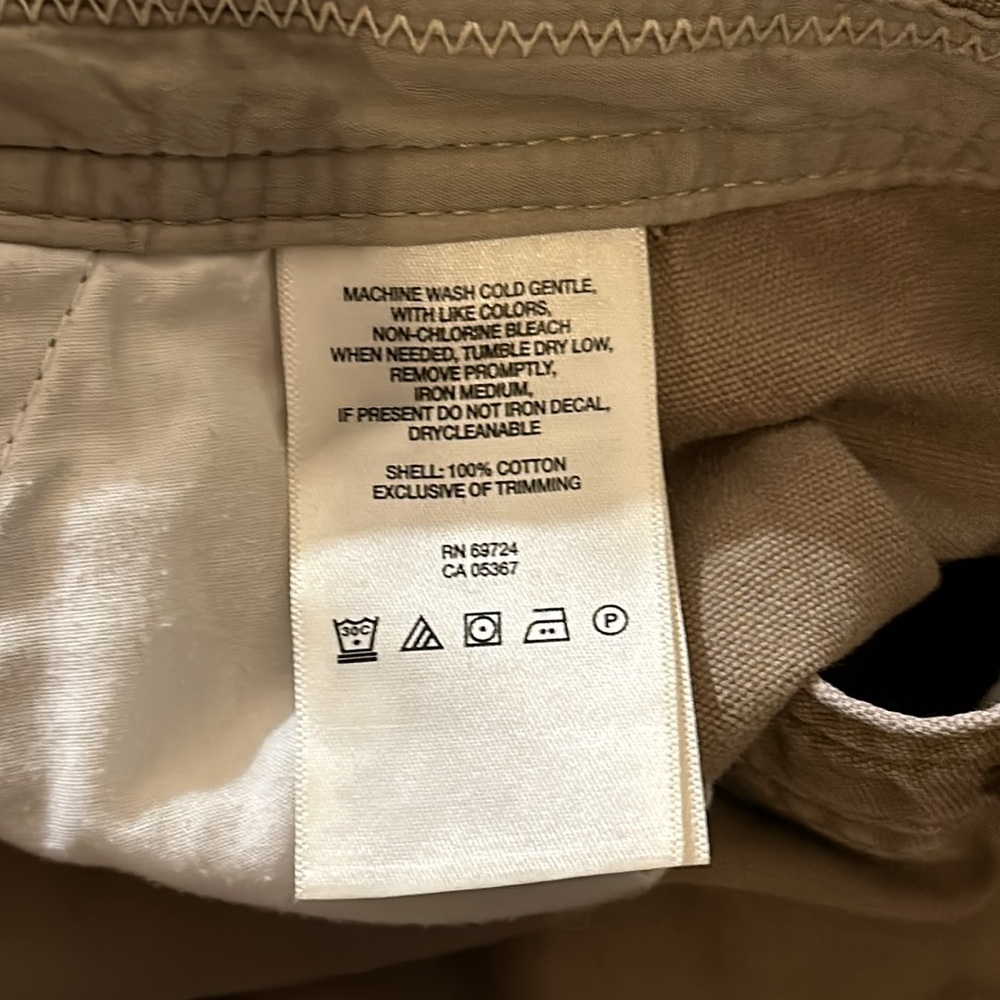 MACHINE WASH COLD GENTLE,
WITH LIKE COLORS,
NON-CHLORINE BLEACH
WHEN NEEDED, TUMBLE DRY LOW,
REMOVE PROMPTLY,
IRON MEDIUM,
IF PRESENT DO NOT IRON DECAL,
DRYCLEANABLE
SHELL: 100% COTTON
EXCLUSIVE OF TRIMMING
RN 69724
CA 05367
30C P